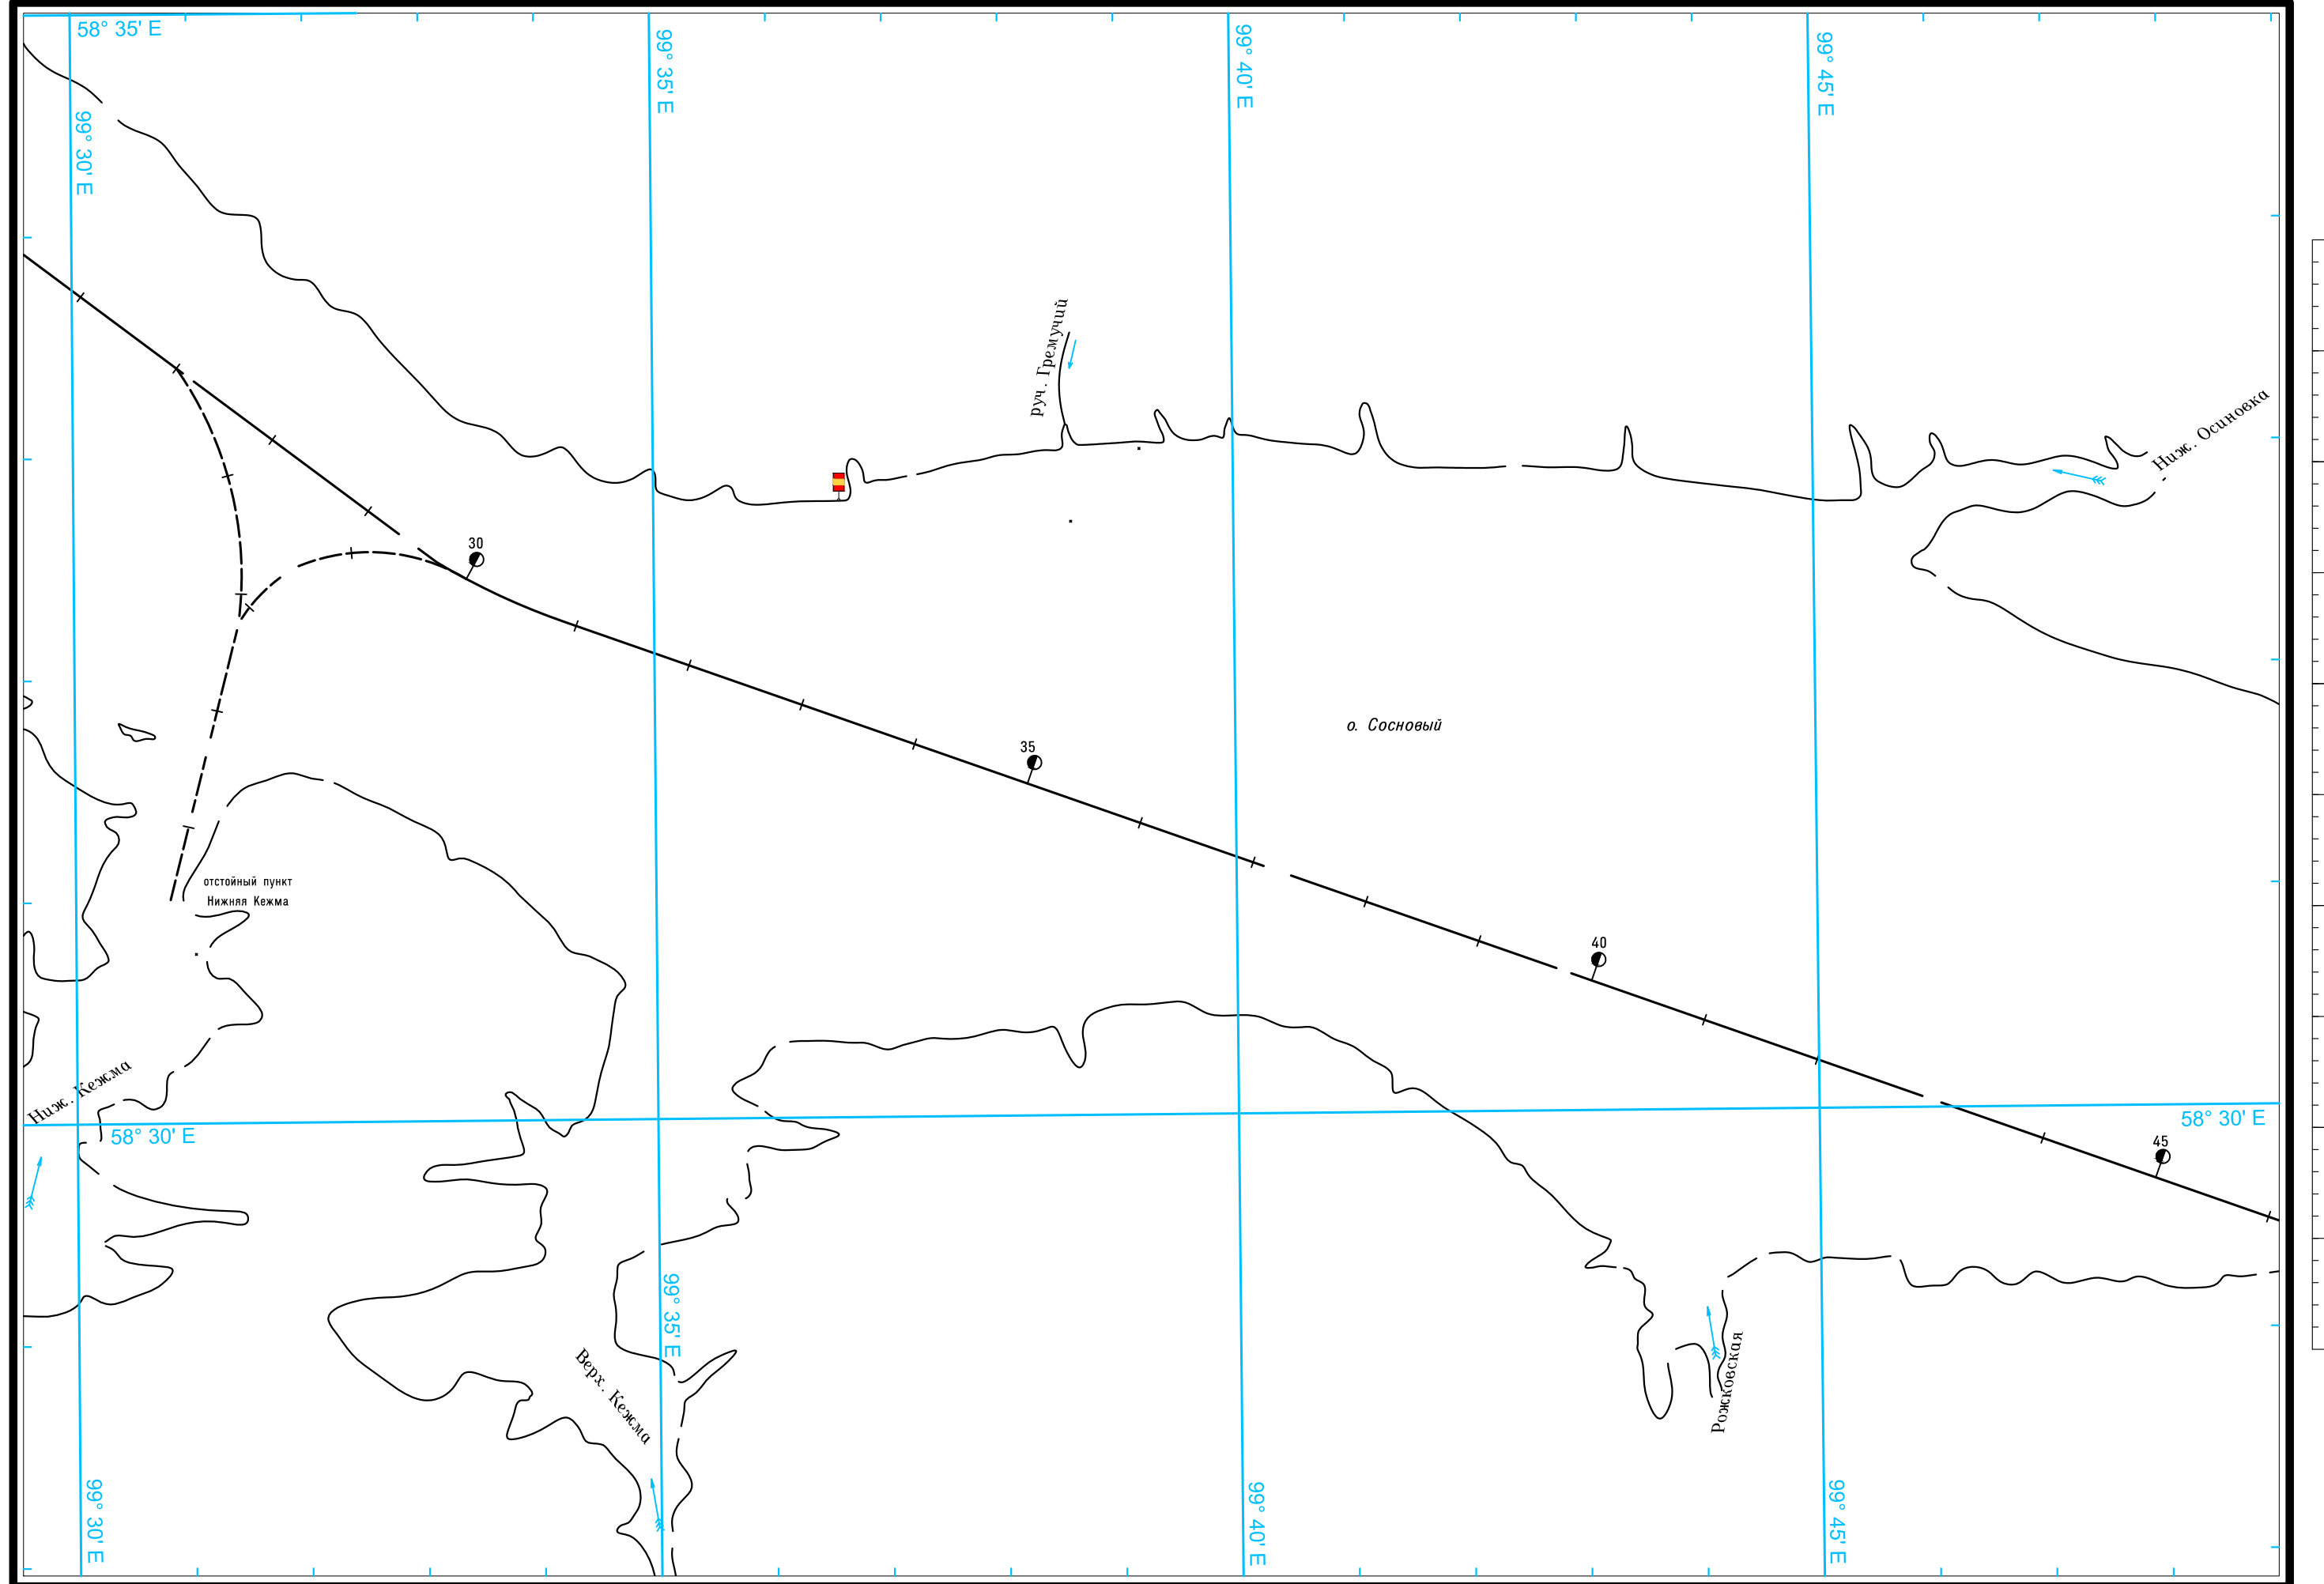 58° 35' E
99° 30' E
99° 35' E
99° 40' E
99° 45' E
руч. Гремучий
Ниж. Осиновка
30
о. Сосновый
35
отстойный пункт
Нижняя Кежма
40
Ниж. Кежма
58° 30' E
58° 30' E
45
99° 35' E
Верх. Кежма
Рожковская
99° 30' E
99° 40' E
99° 45' E